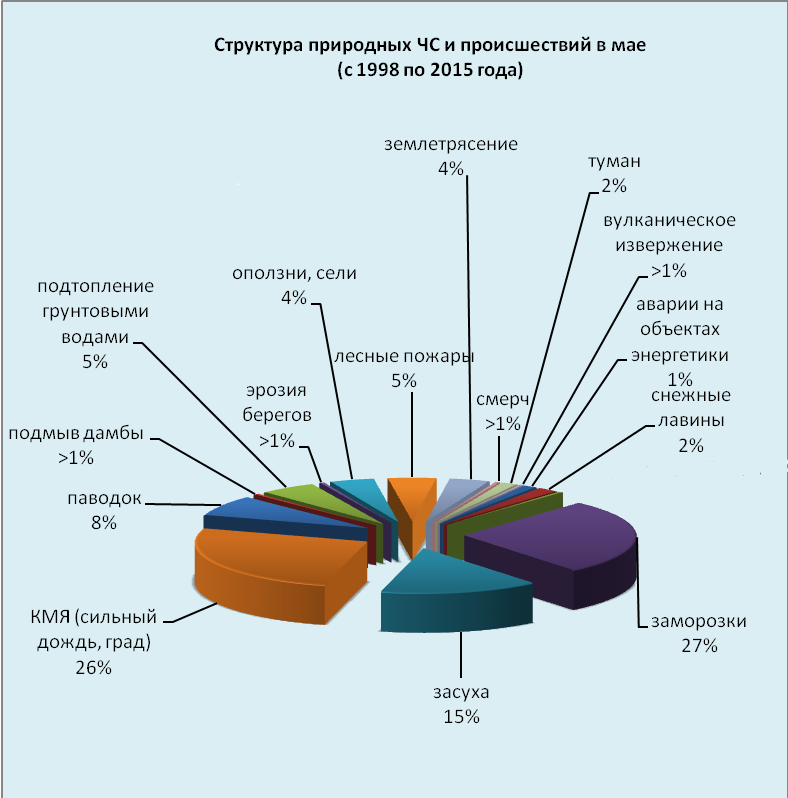 Структура природных ЧС и происшествий в мае
(с 1998 по 2015 года)
землетрясение
4%
туман
2%
вулканическое
извержение
>1%
аварии на
объектах
энергетики
1%
снежные
лавины
2%
смерч
>1%
лесные пожары
5%
оползни, сели
4%
эрозия
берегов
>1%
подтопление
грунтовыми
водами
5%
подмыв дамбы
>1%
паводок
8%
КМЯ (сильный
дождь, град)
26%
засуха
15%
заморозки
27%